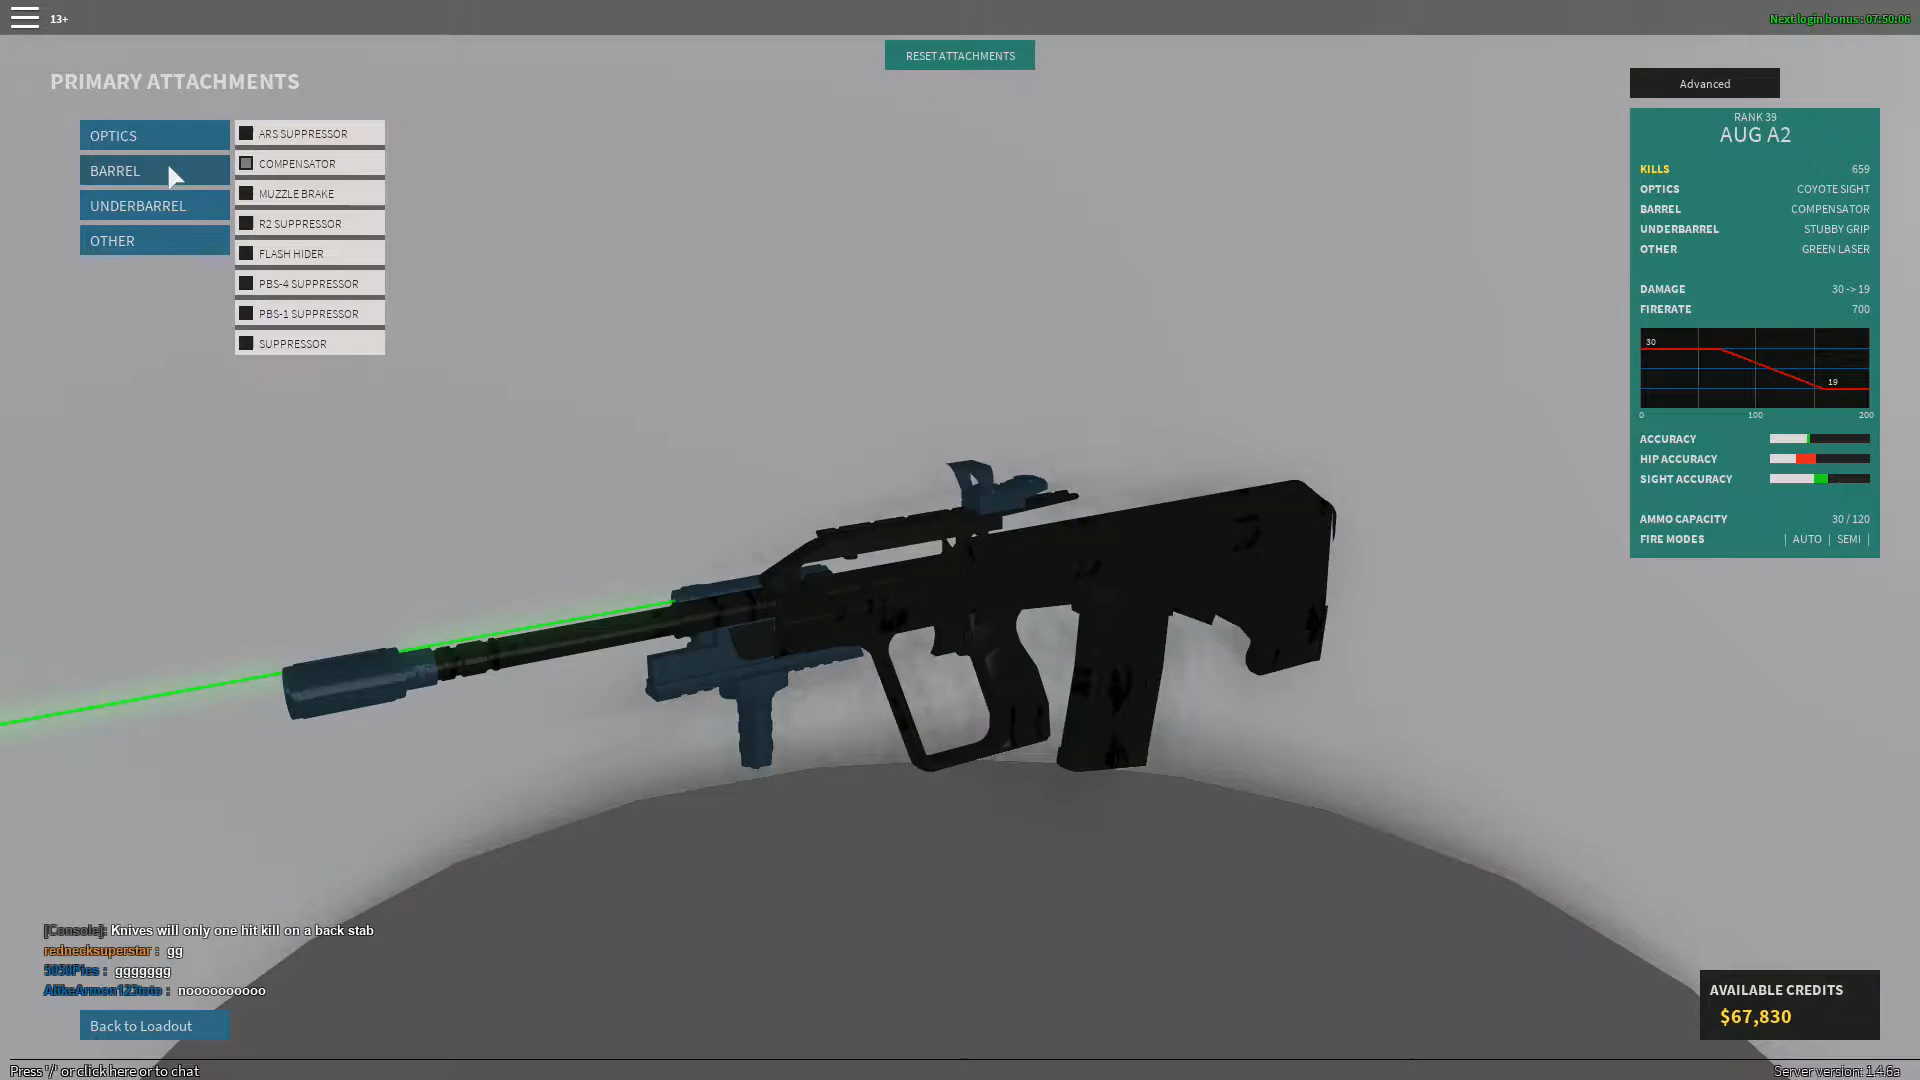 13+
Next login bonus : 07:50:06
RESET ATTACHMENTS
PRIMARY ATTACHMENTS
OPTICS
BARREL
UNDERBARREL
OTHER
ARS SUPPRESSOR
COMPENSATOR
MUZZLE BRAKE
R2 SUPPRESSOR
FLASH HIDER
PBS-4 SUPPRESSOR
PBS-1 SUPPRESSOR
SUPPRESSOR
Advanced
RANK 39
AUG A2
KILLS 659
OPTICS COYOTE SIGHT
BARREL COMPENSATOR
UNDERBARREL STUBBY GRIP
OTHER GREEN LASER
DAMAGE 30 -> 19
FIRERATE 700
30
19
0 100 200
ACCURACY
HIP ACCURACY
SIGHT ACCURACY
AMMO CAPACITY 30 / 120
FIRE MODES | AUTO | SEMI |
[Console]: Knives will only one hit kill on a back stab
rednecksuperstar : gg
5050Pies : ggggggg
AlikeArmon123toto : noooooooooo
Back to Loadout
AVAILABLE CREDITS
$67,830
Press '/' or click here or to chat
Server version: 1.4.6a